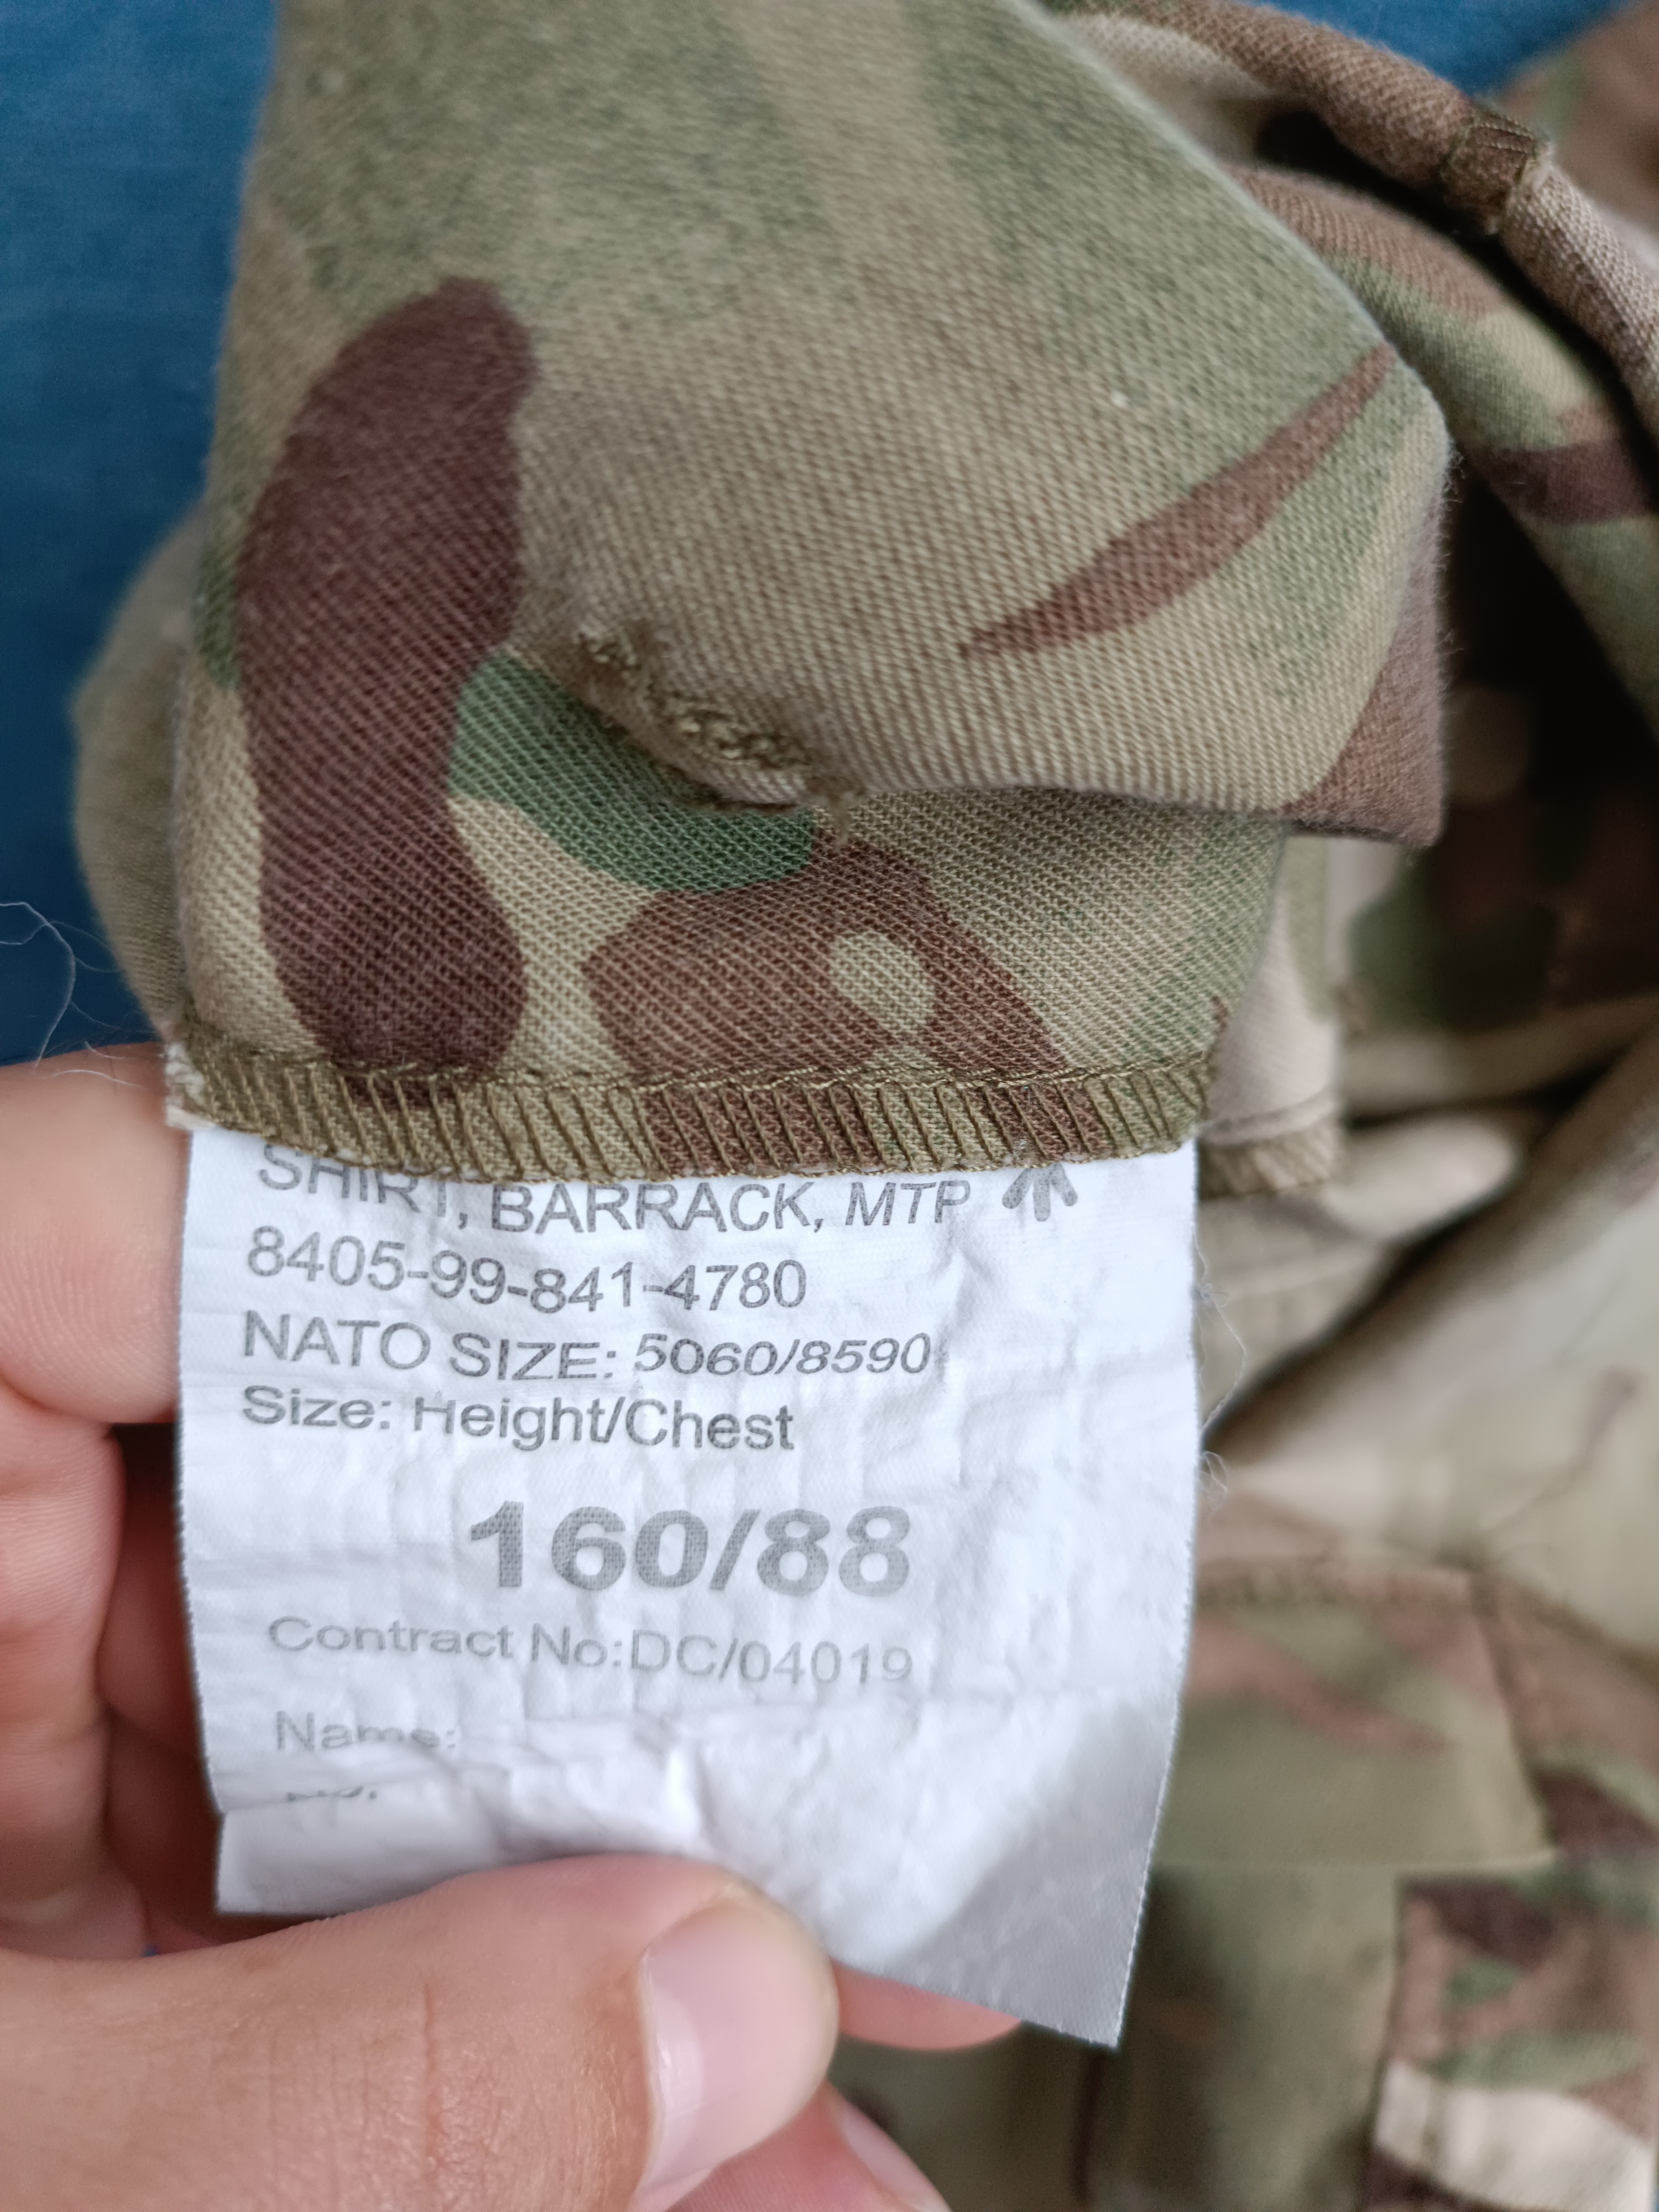 SHIRT, BARRACK, MTP
8405-99-841-4780
NATO SIZE: 5060/8590
Size: Height/Chest
160/88
Contract No:DC/04019
Name: